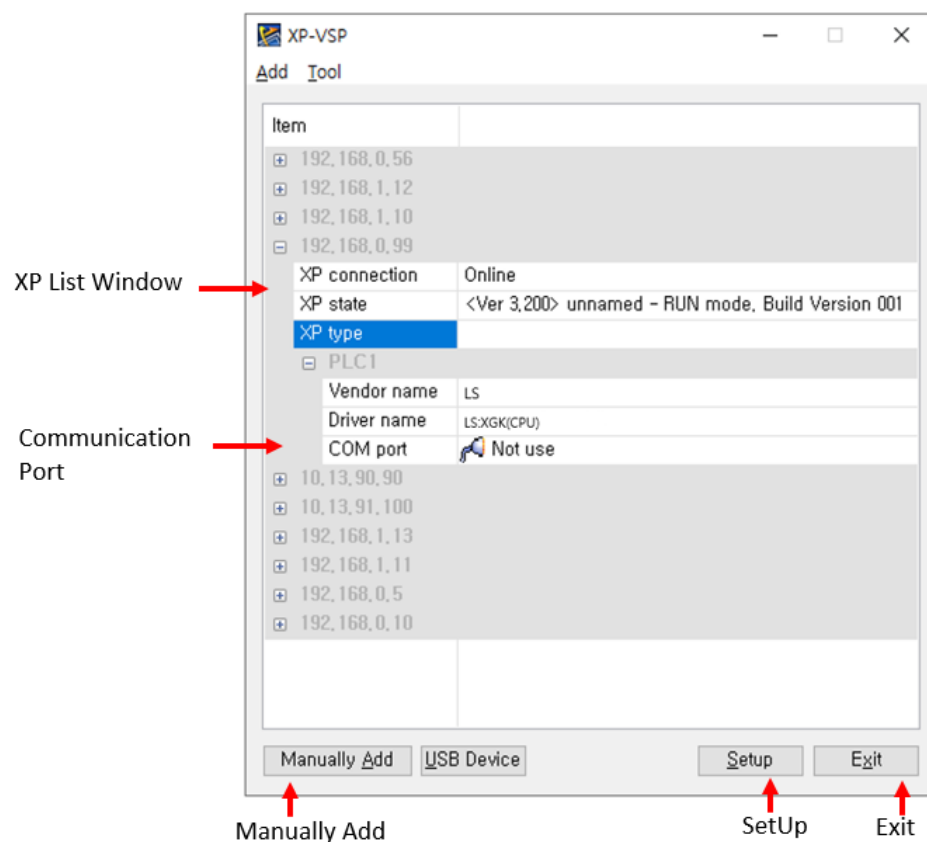 XP-VSP
Add Tool
Item
192,168,0,56
192,168,1,12
192,168,1,10
192,168,0,99
XP connection Online
XP List Window
XP state <Ver 3,200> unnamed - RUN mode, Build Version 001
XP type
PLC1
Vendor name LS
Driver name LS:XGK(CPU)
Communication Port
COM port Not use
10,13,90,90
10,13,91,100
192,168,1,13
192,168,1,11
192,168,0,5
192,168,0,10
Manually Add USB Device Setup Exit
Manually Add SetUp Exit